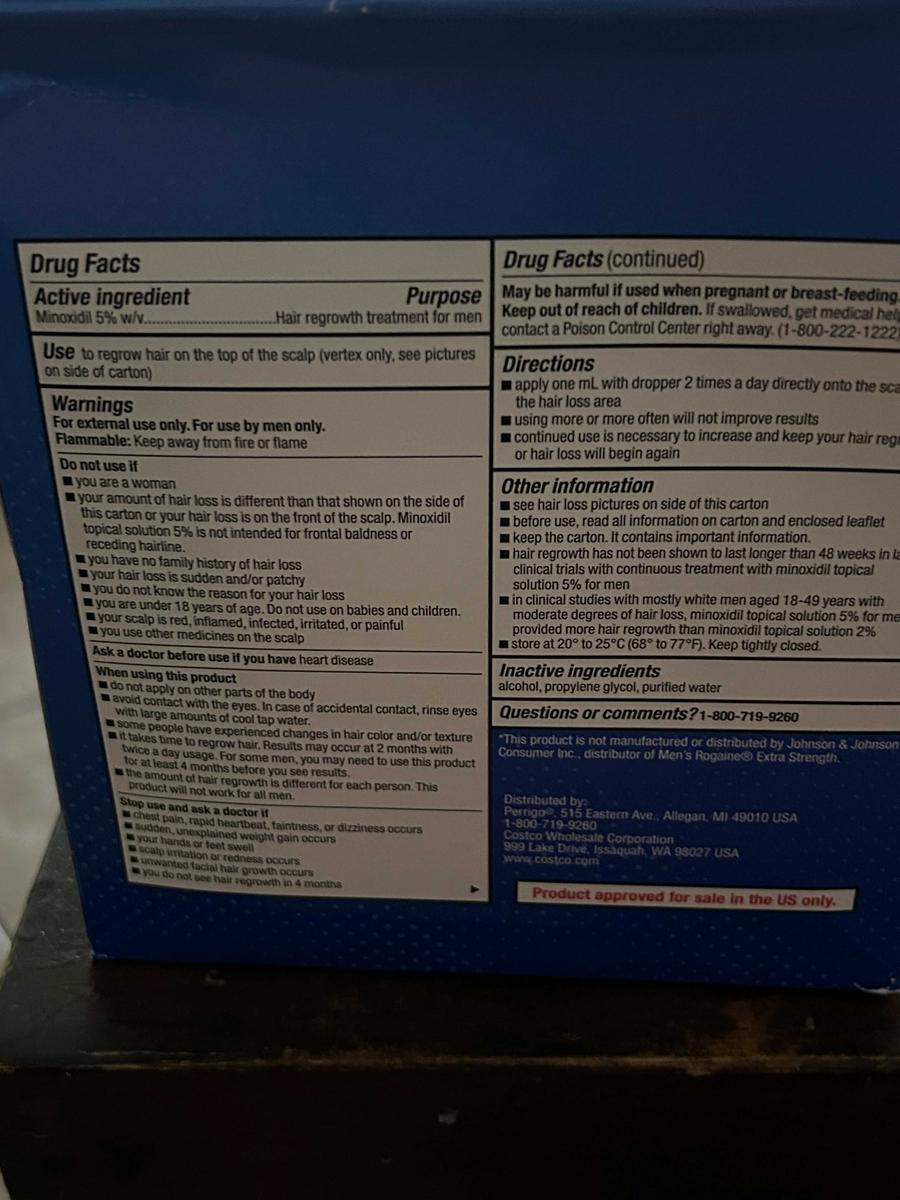 Drug Facts
Active ingredient Purpose
Minoxidil 5% w/v..............................Hair regrowth treatment for men
Use to regrow hair on the top of the scalp (vertex only, see pictures
on side of carton)
Warnings
For external use only. For use by men only.
Flammable: Keep away from fire or flame
Do not use if
■ you are a woman
■ your amount of hair loss is different than that shown on the side of
this carton or your hair loss is on the front of the scalp. Minoxidil
topical solution 5% is not intended for frontal baldness or
receding hairline.
■ you have no family history of hair loss
■ your hair loss is sudden and/or patchy
■ you do not know the reason for your hair loss
■ you are under 18 years of age. Do not use on babies and children.
■ your scalp is red, inflamed, infected, irritated, or painful
■ you use other medicines on the scalp
Ask a doctor before use if you have heart disease
When using this product
■ do not apply on other parts of the body
■ avoid contact with the eyes. In case of accidental contact, rinse eyes
with large amounts of cool tap water.
■ some people have experienced changes in hair color and/or texture
■ it takes time to regrow hair. Results may occur at 2 months with
twice a day usage. For some men, you may need to use this product
for at least 4 months before you see results.
■ the amount of hair regrowth is different for each person. This
product will not work for all men.
Stop use and ask a doctor if
■ chest pain, rapid heartbeat, faintness, or dizziness occurs
■ sudden, unexplained weight gain occurs
■ your hands or feet swell
■ scalp irritation or redness occurs
■ unwanted facial hair growth occurs
■ you do not see hair regrowth in 4 months
Drug Facts (continued)
May be harmful if used when pregnant or breast-feeding.
Keep out of reach of children. If swallowed, get medical help
contact a Poison Control Center right away. (1-800-222-1222)
Directions
■ apply one mL with dropper 2 times a day directly onto the sca
the hair loss area
■ using more or more often will not improve results
■ continued use is necessary to increase and keep your hair regr
or hair loss will begin again
Other information
■ see hair loss pictures on side of this carton
■ before use, read all information on carton and enclosed leaflet
■ keep the carton. It contains important information.
■ hair regrowth has not been shown to last longer than 48 weeks in la
clinical trials with continuous treatment with minoxidil topical
solution 5% for men
■ in clinical studies with mostly white men aged 18-49 years with
moderate degrees of hair loss, minoxidil topical solution 5% for me
provided more hair regrowth than minoxidil topical solution 2%
■ store at 20° to 25°C (68° to 77°F). Keep tightly closed.
Inactive ingredients
alcohol, propylene glycol, purified water
Questions or comments? 1-800-719-9260
*This product is not manufactured or distributed by Johnson & Johnson
Consumer Inc., distributor of Men's Rogaine® Extra Strength.
Distributed by:
Perrigo®, 515 Eastern Ave., Allegan, MI 49010 USA
1-800-719-9260
Costco Wholesale Corporation
999 Lake Drive, Issaquah, WA 98027 USA
www.costco.com
Product approved for sale in the US only.